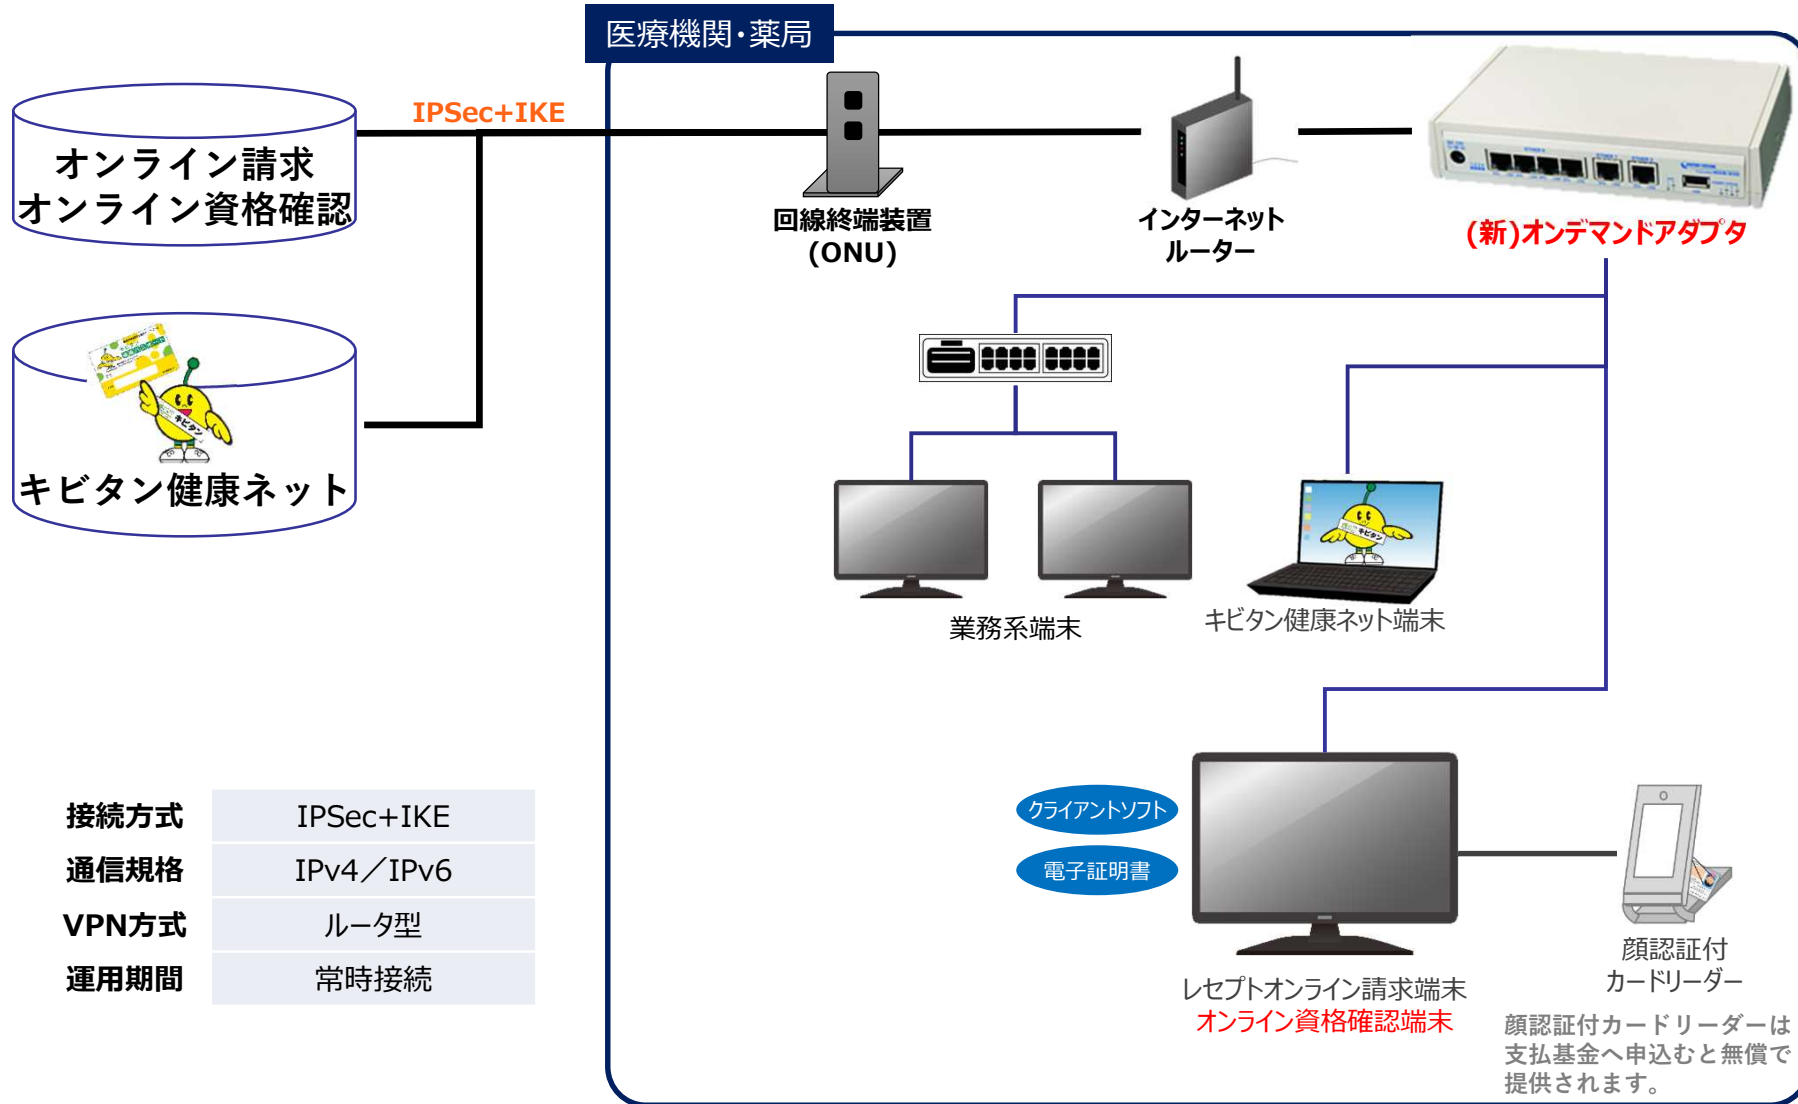 医療機関・薬局
IPSec+IKE
オンライン請求
オンライン資格確認
回線終端装置
(ONU)
インターネット
ルーター
(新)オンデマンドアダプタ
キビタン
キビタン健康ネット
キビタン
業務系端末
キビタン健康ネット端末
接続方式 IPSec+IKE
通信規格 IPv4／IPv6
VPN方式 ルータ型
運用期間 常時接続
クライアントソフト
電子証明書
レセプトオンライン請求端末
オンライン資格確認端末
顔認証付
カードリーダー
顔認証付カードリーダーは
支払基金へ申込むと無償で
提供されます。